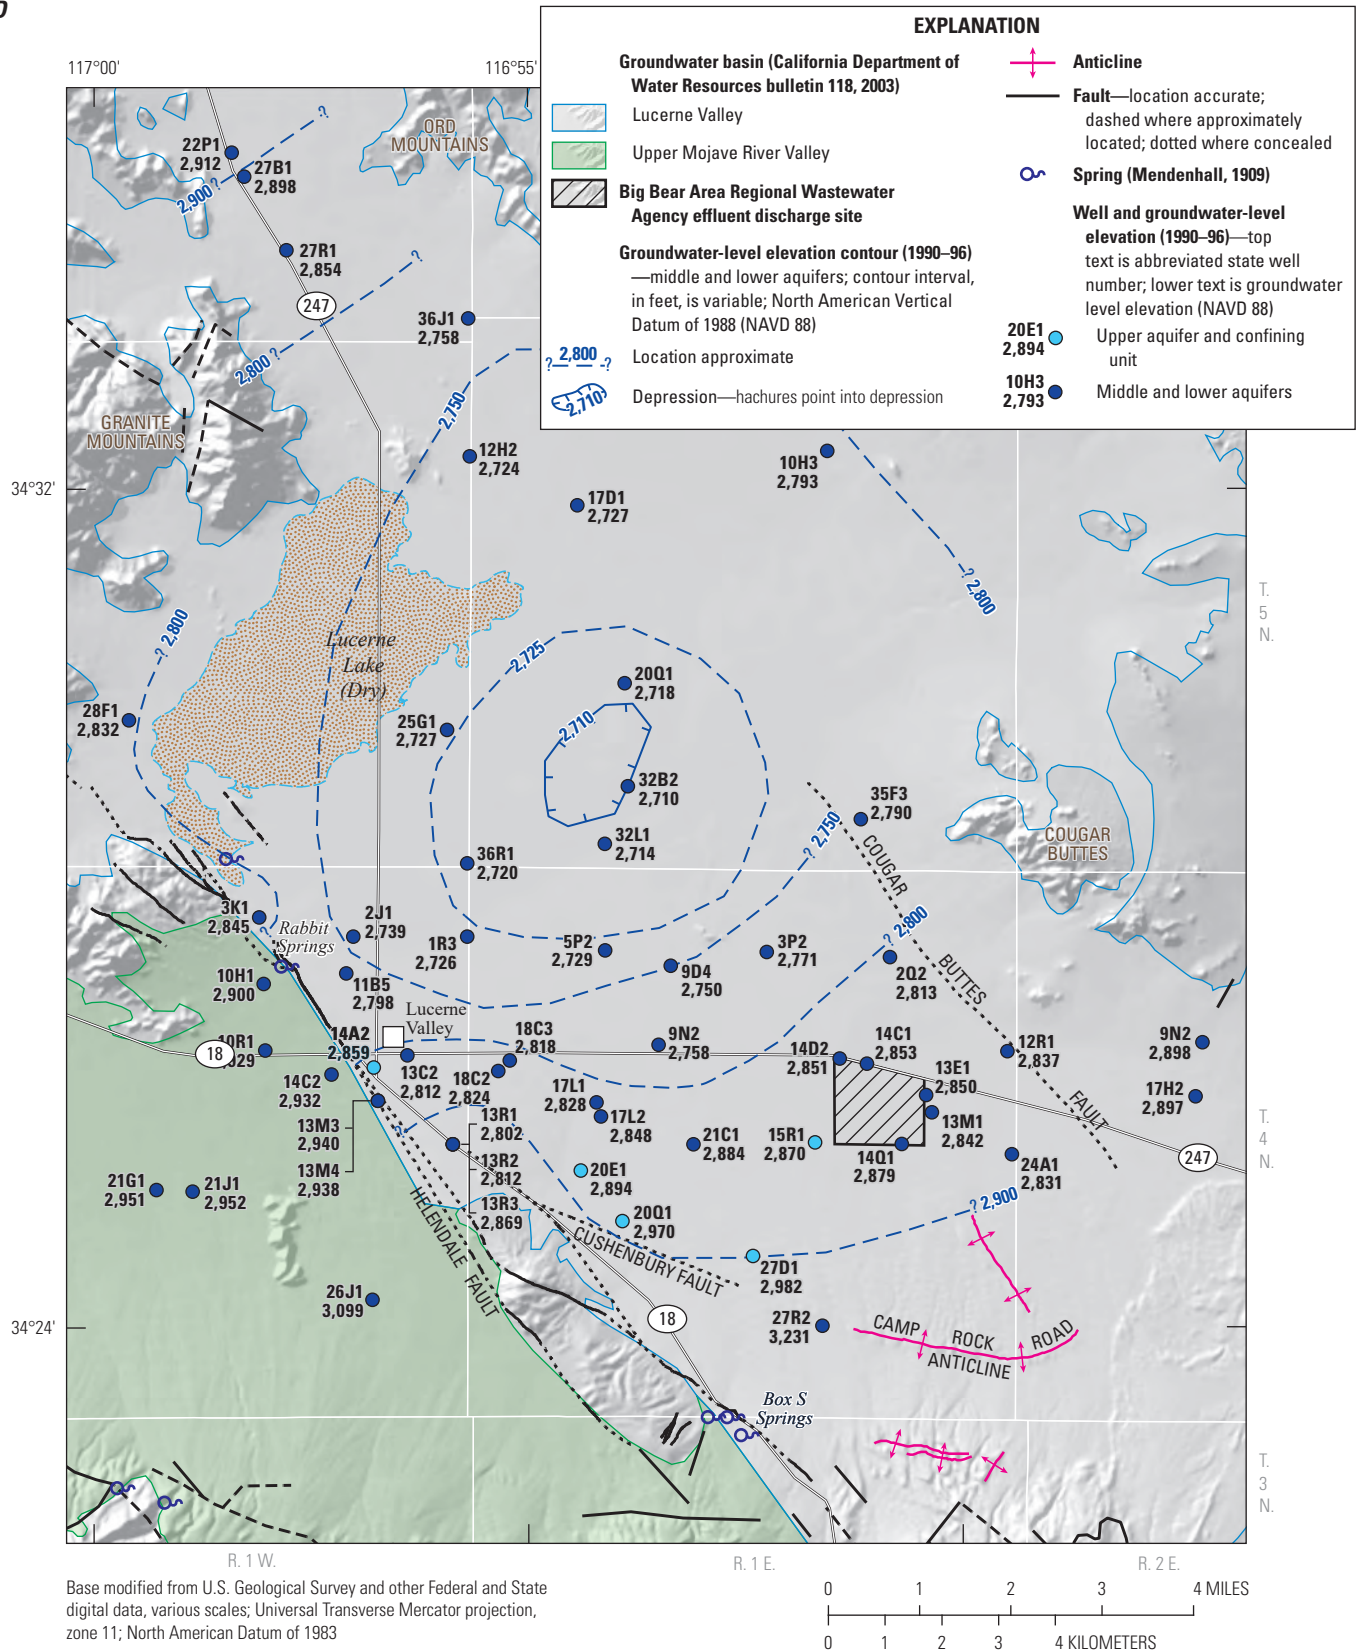 EXPLANATION
Groundwater basin (California Department of
Water Resources bulletin 118, 2003)
Lucerne Valley
Upper Mojave River Valley
Big Bear Area Regional Wastewater
Agency effluent discharge site
Groundwater-level elevation contour (1990–96)
—middle and lower aquifers; contour interval,
in feet, is variable; North American Vertical
Datum of 1988 (NAVD 88)
? 2,800 ?
Location approximate
2,710
Depression—hachures point into depression
Anticline
Fault—location accurate;
dashed where approximately
located; dotted where concealed
Spring (Mendenhall, 1909)
Well and groundwater-level
elevation (1990–96)—top
text is abbreviated state well
number; lower text is groundwater
level elevation (NAVD 88)
20E1
2,894
Upper aquifer and confining
unit
10H3
2,793
Middle and lower aquifers
117°00'
116°55'
34°32'
34°24'
ORD
MOUNTAINS
22P1
2,912
27B1
2,898
?
2,900 ?
27R1
2,854
?
247
36J1
2,758
2,800 ?
2,750
GRANITE
MOUNTAINS
12H2
2,724
10H3
2,793
17D1
2,727
? 2,800
T.
5
N.
? 2,800
Lucerne
Lake
(Dry)
2,725
20Q1
2,718
28F1
2,832
25G1
2,727
2,710
32B2
2,710
35F3
2,790
32L1
2,714
? 2,750
COUGAR
BUTTES
36R1
2,720
COUGAR
BUTTES
FAULT
3K1
2,845
?
Rabbit
Springs
2J1
2,739
1R3
2,726
5P2
2,729
9D4
2,750
3P2
2,771
? 2,800
2Q2
2,813
10H1
2,900
11B5
2,798
Lucerne
Valley
10R1
18
14A2
2,859
18C3
2,818
9N2
2,758
14D2
2,851
14C1
2,853
12R1
2,837
9N2
2,898
14C2
2,932
13C2
2,812
18C2
2,824
17L1
2,828
17L2
2,848
13E1
2,850
17H2
2,897
13M3
2,940
13M4
2,938
?
13R1
2,802
13R2
2,812
13R3
2,869
21C1
2,884
15R1
2,870
13M1
2,842
14Q1
2,879
24A1
2,831
247
T.
4
N.
21G1
2,951
21J1
2,952
20E1
2,894
20Q1
2,970
? 2,900
HELENDALE FAULT
CUSHENBURY FAULT
27D1
2,982
26J1
3,099
18
27R2
3,231
CAMP ROCK ROAD
ANTICLINE
Box S
Springs
T.
3
N.
R. 1 W.
R. 1 E.
R. 2 E.
Base modified from U.S. Geological Survey and other Federal and State
digital data, various scales; Universal Transverse Mercator projection,
zone 11; North American Datum of 1983
0 1 2 3 4 MILES
0 1 2 3 4 KILOMETERS